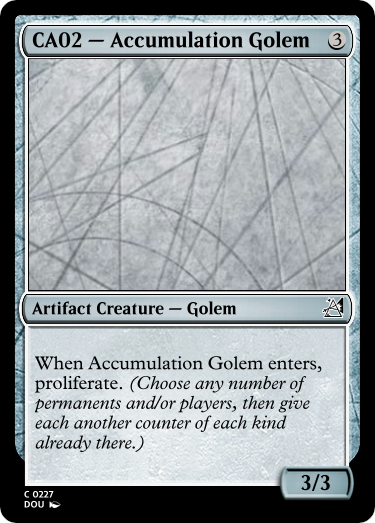 CA02 — Accumulation Golem 3
Artifact Creature — Golem
When Accumulation Golem enters,
proliferate. (Choose any number of
permanents and/or players, then give
each another counter of each kind
already there.)
3/3
C 0227
DOU